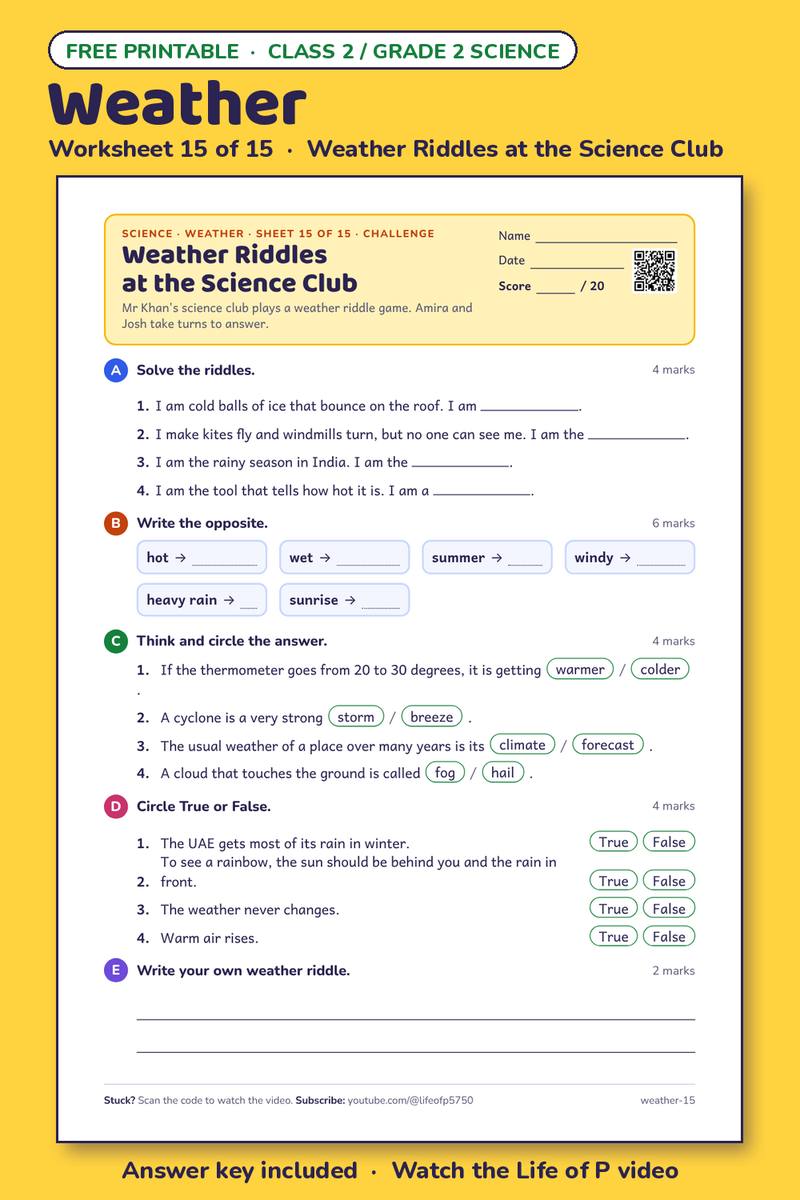 FREE PRINTABLE · CLASS 2 / GRADE 2 SCIENCE
Weather
Worksheet 15 of 15 · Weather Riddles at the Science Club
SCIENCE · WEATHER · SHEET 15 OF 15 · CHALLENGE
Weather Riddles
at the Science Club
Mr Khan's science club plays a weather riddle game. Amira and
Josh take turns to answer.
Name
Date
Score ______ / 20
A Solve the riddles. 4 marks
1. I am cold balls of ice that bounce on the roof. I am ____________.
2. I make kites fly and windmills turn, but no one can see me. I am the ____________.
3. I am the rainy season in India. I am the ____________.
4. I am the tool that tells how hot it is. I am a ____________.
B Write the opposite. 6 marks
hot → ________ wet → ________ summer → ________ windy → ________
heavy rain → ________ sunrise → ________
C Think and circle the answer. 4 marks
1. If the thermometer goes from 20 to 30 degrees, it is getting warmer / colder
.
2. A cyclone is a very strong storm / breeze .
3. The usual weather of a place over many years is its climate / forecast .
4. A cloud that touches the ground is called fog / hail .
D Circle True or False. 4 marks
1. The UAE gets most of its rain in winter. True False
To see a rainbow, the sun should be behind you and the rain in
2. front. True False
3. The weather never changes. True False
4. Warm air rises. True False
E Write your own weather riddle. 2 marks
Stuck? Scan the code to watch the video. Subscribe: youtube.com/@lifeofp5750 weather-15
Answer key included · Watch the Life of P video